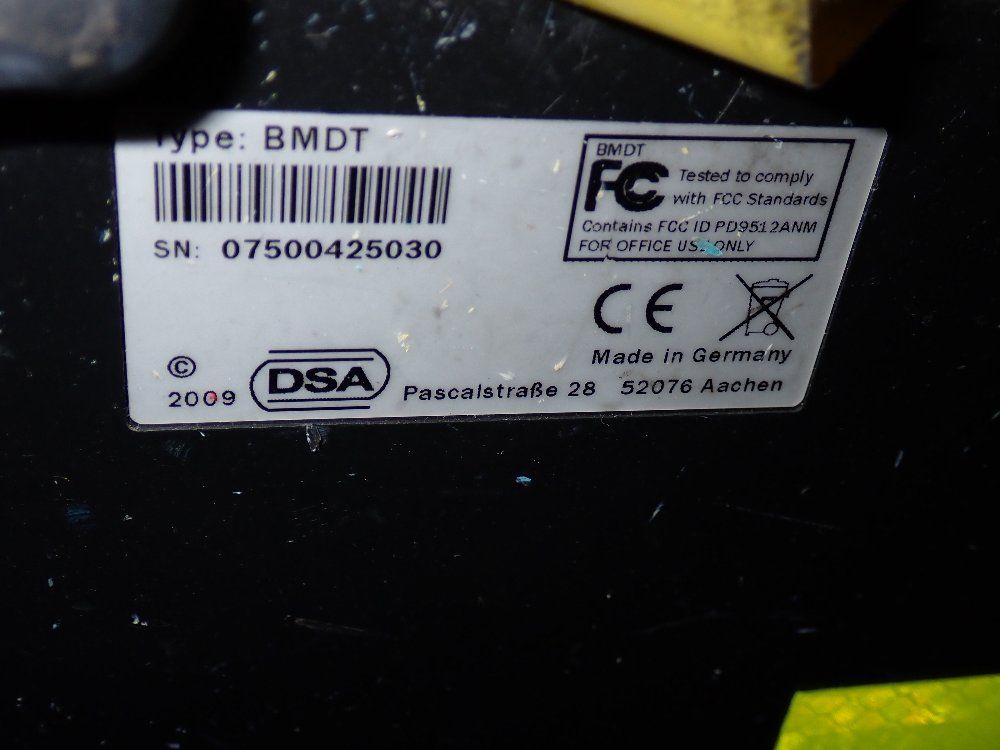 Type: BMDT
SN: 07500425030
BMDT
FC Tested to comply
with FCC Standards
Contains FCC ID PD9512ANM
FOR OFFICE USE ONLY
CE
Made in Germany
©
2009 DSA Pascalstraße 28 52076 Aachen